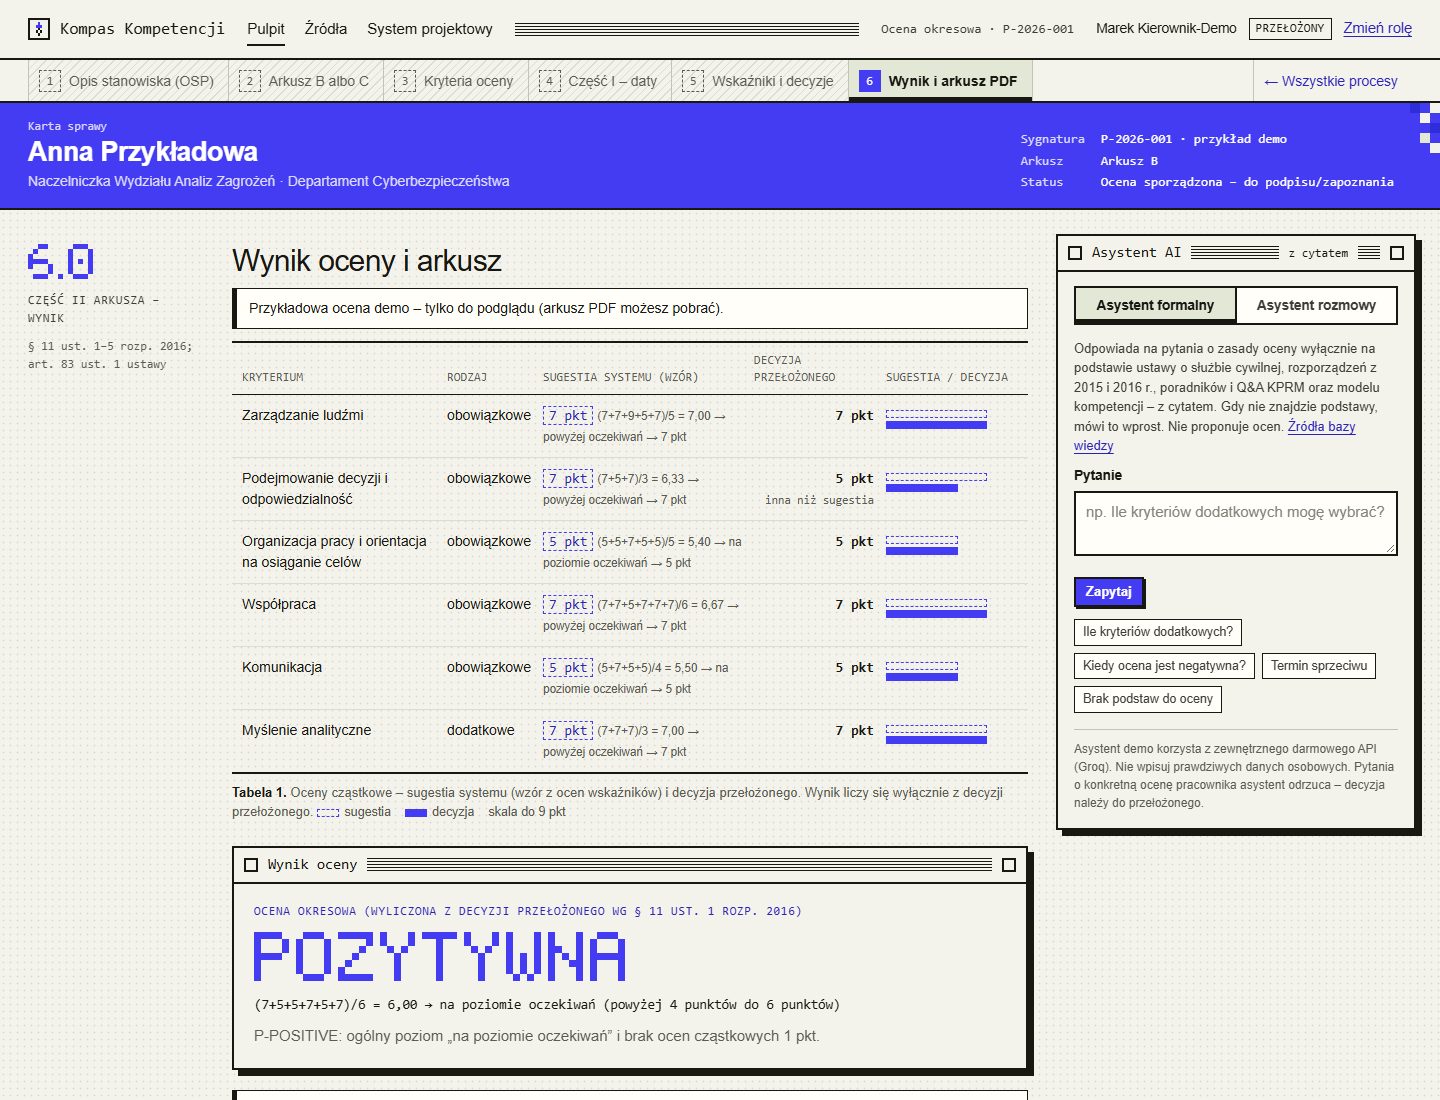 Kompas Kompetencji
Pulpit
Źródła
System projektowy
Ocena okresowa · P-2026-001
Marek Kierownik-Demo
PRZEŁOŻONY
Zmień rolę
1 Opis stanowiska (OSP)
2 Arkusz B albo C
3 Kryteria oceny
4 Część I – daty
5 Wskaźniki i decyzje
6 Wynik i arkusz PDF
← Wszystkie procesy
Karta sprawy
Anna Przykładowa
Naczelniczka Wydziału Analiz Zagrożeń · Departament Cyberbezpieczeństwa
Sygnatura P-2026-001 · przykład demo
Arkusz Arkusz B
Status Ocena sporządzona – do podpisu/zapoznania
6.0
CZĘŚĆ II ARKUSZA –
WYNIK
§ 11 ust. 1–5 rozp. 2016;
art. 83 ust. 1 ustawy
Wynik oceny i arkusz
Przykładowa ocena demo – tylko do podglądu (arkusz PDF możesz pobrać).
KRYTERIUM RODZAJ SUGESTIA SYSTEMU (WZÓR) DECYZJA PRZEŁOŻONEGO SUGESTIA / DECYZJA
Zarządzanie ludźmi obowiązkowe 7 pkt (7+7+9+5+7)/5 = 7,00 → 7 pkt
powyżej oczekiwań → 7 pkt
Podejmowanie decyzji i obowiązkowe 7 pkt (7+5+7)/3 = 6,33 → 5 pkt
odpowiedzialność powyżej oczekiwań → 7 pkt inna niż sugestia
Organizacja pracy i orientacja obowiązkowe 5 pkt (5+5+7+5+5)/5 = 5,40 → na 5 pkt
na osiąganie celów poziomie oczekiwań → 5 pkt
Współpraca obowiązkowe 7 pkt (7+7+5+7+7+7)/6 = 6,67 → 7 pkt
powyżej oczekiwań → 7 pkt
Komunikacja obowiązkowe 5 pkt (5+7+5+5)/4 = 5,50 → na 5 pkt
poziomie oczekiwań → 5 pkt
Myślenie analityczne dodatkowe 7 pkt (7+7+7)/3 = 7,00 → 7 pkt
powyżej oczekiwań → 7 pkt
Tabela 1. Oceny cząstkowe – sugestia systemu (wzór z ocen wskaźników) i decyzja przełożonego. Wynik liczy się wyłącznie z decyzji
przełożonego. sugestia decyzja skala do 9 pkt
Wynik oceny
OCENA OKRESOWA (WYLICZONA Z DECYZJI PRZEŁOŻONEGO WG § 11 UST. 1 ROZP. 2016)
POZYTYWNA
(7+5+5+7+5+7)/6 = 6,00 → na poziomie oczekiwań (powyżej 4 punktów do 6 punktów)
P-POSITIVE: ogólny poziom „na poziomie oczekiwań” i brak ocen cząstkowych 1 pkt.
Asystent AI
z cytatem
Asystent formalny
Asystent rozmowy
Odpowiada na pytania o zasady oceny wyłącznie na
podstawie ustawy o służbie cywilnej, rozporządzeń z
2015 i 2016 r., poradników i Q&A KPRM oraz modelu
kompetencji – z cytatem. Gdy nie znajdzie podstawy,
mówi to wprost. Nie proponuje ocen. Źródła bazy
wiedzy
Pytanie
np. Ile kryteriów dodatkowych mogę wybrać?
Zapytaj
Ile kryteriów dodatkowych?
Kiedy ocena jest negatywna?
Termin sprzeciwu
Brak podstaw do oceny
Asystent demo korzysta z zewnętrznego darmowego API
(Groq). Nie wpisuj prawdziwych danych osobowych. Pytania
o konkretną ocenę pracownika asystent odrzuca – decyzja
należy do przełożonego.